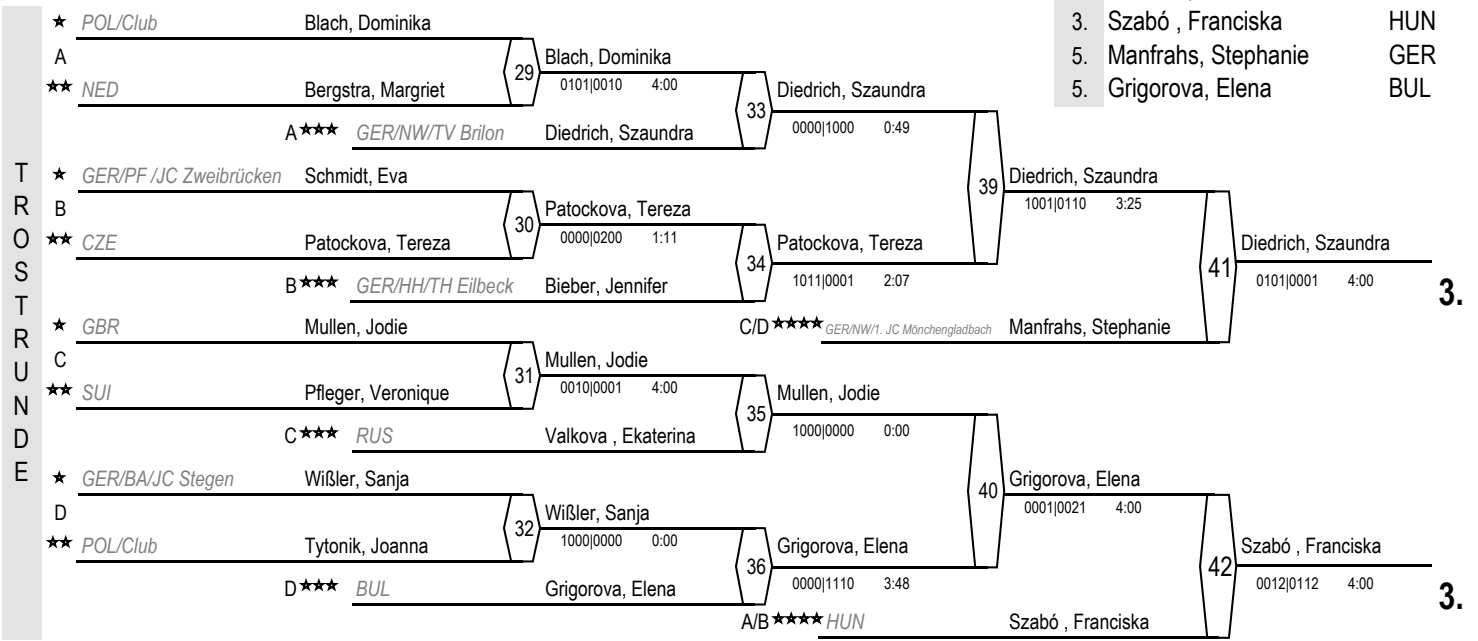 3. Szabó , Franciska HUN
5. Manfrahs, Stephanie GER
5. Grigorova, Elena BUL
TROSTRUNDE
★ POL/Club Blach, Dominika
A
29 Blach, Dominika
0101|0010 4:00
★★ NED Bergstra, Margriet
33 Diedrich, Szaundra
0000|1000 0:49
A★★★ GER/NW/TV Brilon Diedrich, Szaundra
39 Diedrich, Szaundra
1001|0110 3:25
★ GER/PF /JC Zweibrücken Schmidt, Eva
B
30 Patockova, Tereza
0000|0200 1:11
★★ CZE Patockova, Tereza
34 Patockova, Tereza
1011|0001 2:07
B★★★ GER/HH/TH Eilbeck Bieber, Jennifer
41 Diedrich, Szaundra
0101|0001 4:00
3.
C/D★★★★ GER/NW/1. JC Mönchengladbach Manfrahs, Stephanie
★ GBR Mullen, Jodie
C
31 Mullen, Jodie
0010|0001 4:00
★★ SUI Pfleger, Veronique
35 Mullen, Jodie
1000|0000 0:00
C★★★ RUS Valkova , Ekaterina
40 Grigorova, Elena
0001|0021 4:00
★ GER/BA/JC Stegen Wißler, Sanja
D
32 Wißler, Sanja
1000|0000 0:00
★★ POL/Club Tytonik, Joanna
36 Grigorova, Elena
0000|1110 3:48
D★★★ BUL Grigorova, Elena
42 Szabó , Franciska
0012|0112 4:00
3.
A/B★★★★ HUN Szabó , Franciska